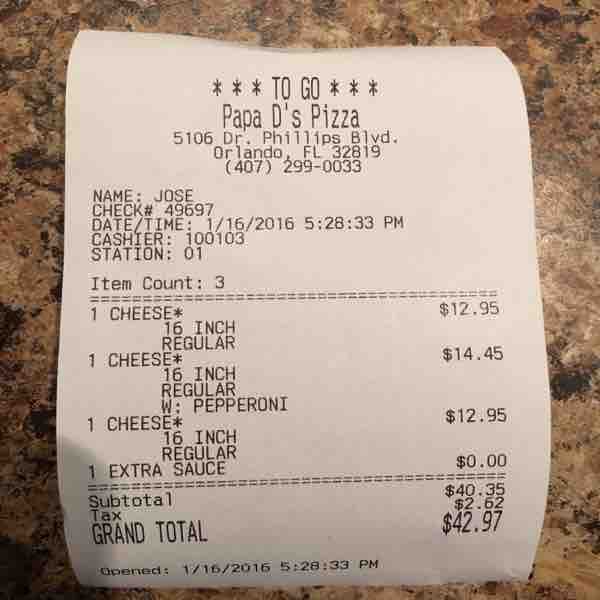 * * * TO GO * * *
Papa D's Pizza
5106 Dr. Phillips Blvd.
Orlando, FL 32819
(407) 299-0033
NAME: JOSE
CHECK# 49697
DATE/TIME: 1/16/2016 5:28:33 PM
CASHIER: 100103
STATION: 01
Item Count: 3
1 CHEESE* $12.95
16 INCH
REGULAR
1 CHEESE* $14.45
16 INCH
REGULAR
W: PEPPERONI
1 CHEESE* $12.95
16 INCH
REGULAR
1 EXTRA SAUCE $0.00
Subtotal $40.35
Tax $2.62
GRAND TOTAL $42.97
Opened: 1/16/2016 5:28:33 PM